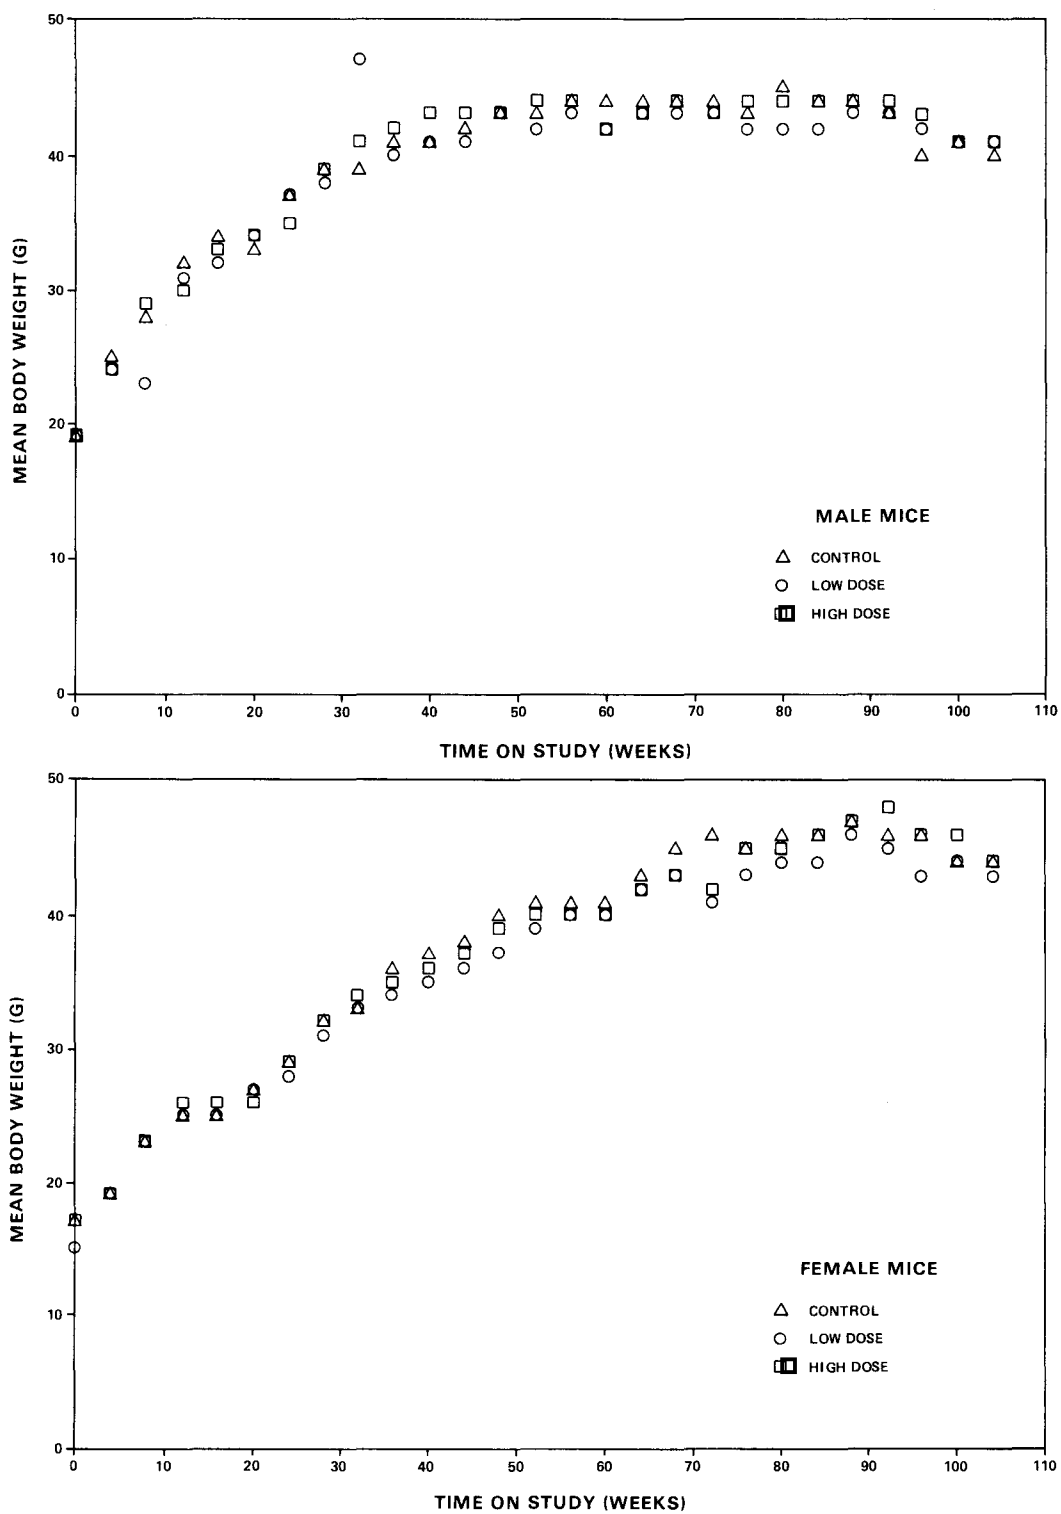 50
40
30
20
10
0
MEAN BODY WEIGHT (G)
MALE MICE
CONTROL
LOW DOSE
HIGH DOSE
0 10 20 30 40 50 60 70 80 90 100 110
TIME ON STUDY (WEEKS)
50
40
30
20
10
0
MEAN BODY WEIGHT (G)
FEMALE MICE
CONTROL
LOW DOSE
HIGH DOSE
0 10 20 30 40 50 60 70 80 90 100 110
TIME ON STUDY (WEEKS)